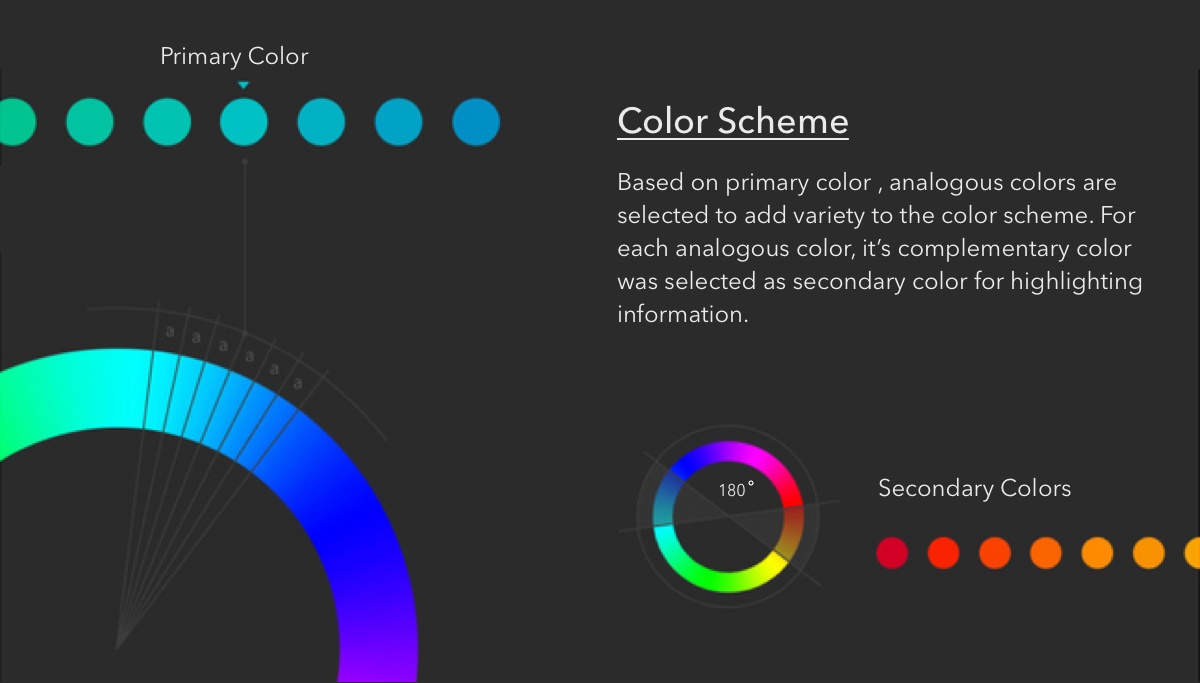 Primary Color
Color Scheme
Based on primary color , analogous colors are
selected to add variety to the color scheme. For
each analogous color, it’s complementary color
was selected as secondary color for highlighting
information.
a
a
a
a
a
a
180°
Secondary Colors